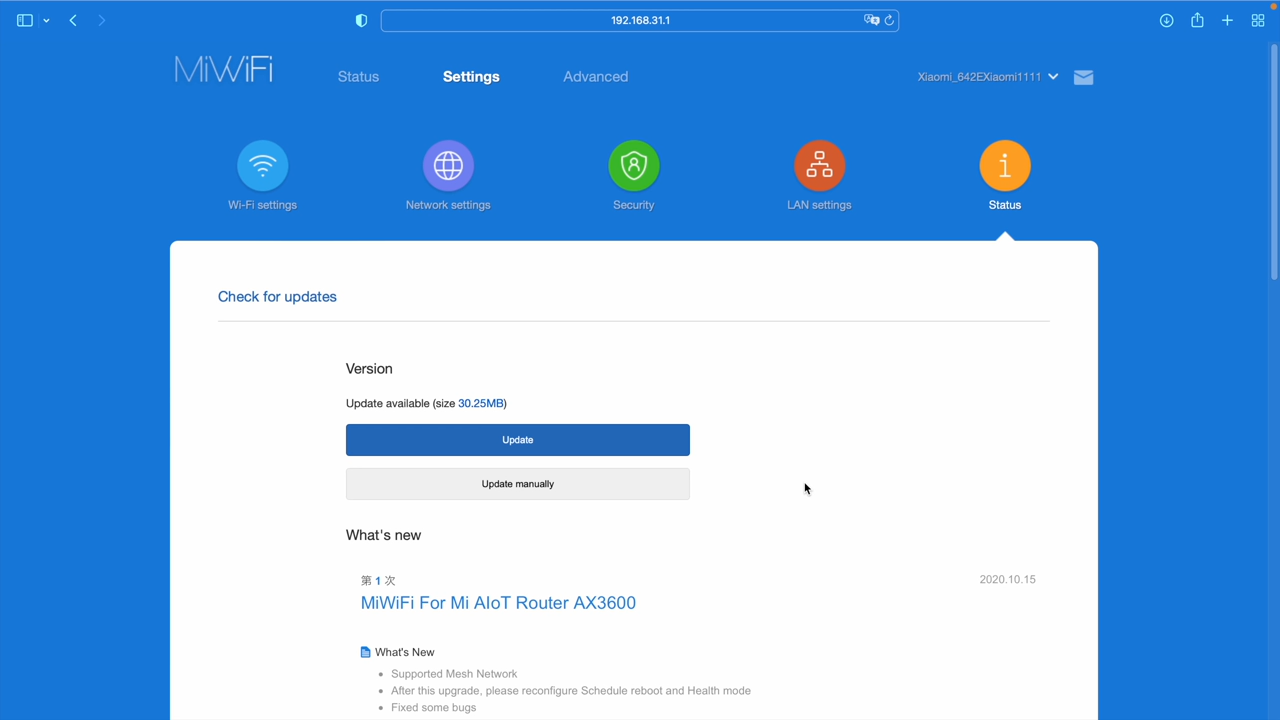 192.168.31.1
MiWiFi
Status
Settings
Advanced
Xiaomi_642EXiaomi1111
Wi-Fi settings
Network settings
Security
LAN settings
Status
Check for updates
Version
Update available (size 30.25MB)
Update
Update manually
What's new
第 1 次
2020.10.15
MiWiFi For Mi AIoT Router AX3600
What's New
• Supported Mesh Network
• After this upgrade, please reconfigure Schedule reboot and Health mode
• Fixed some bugs